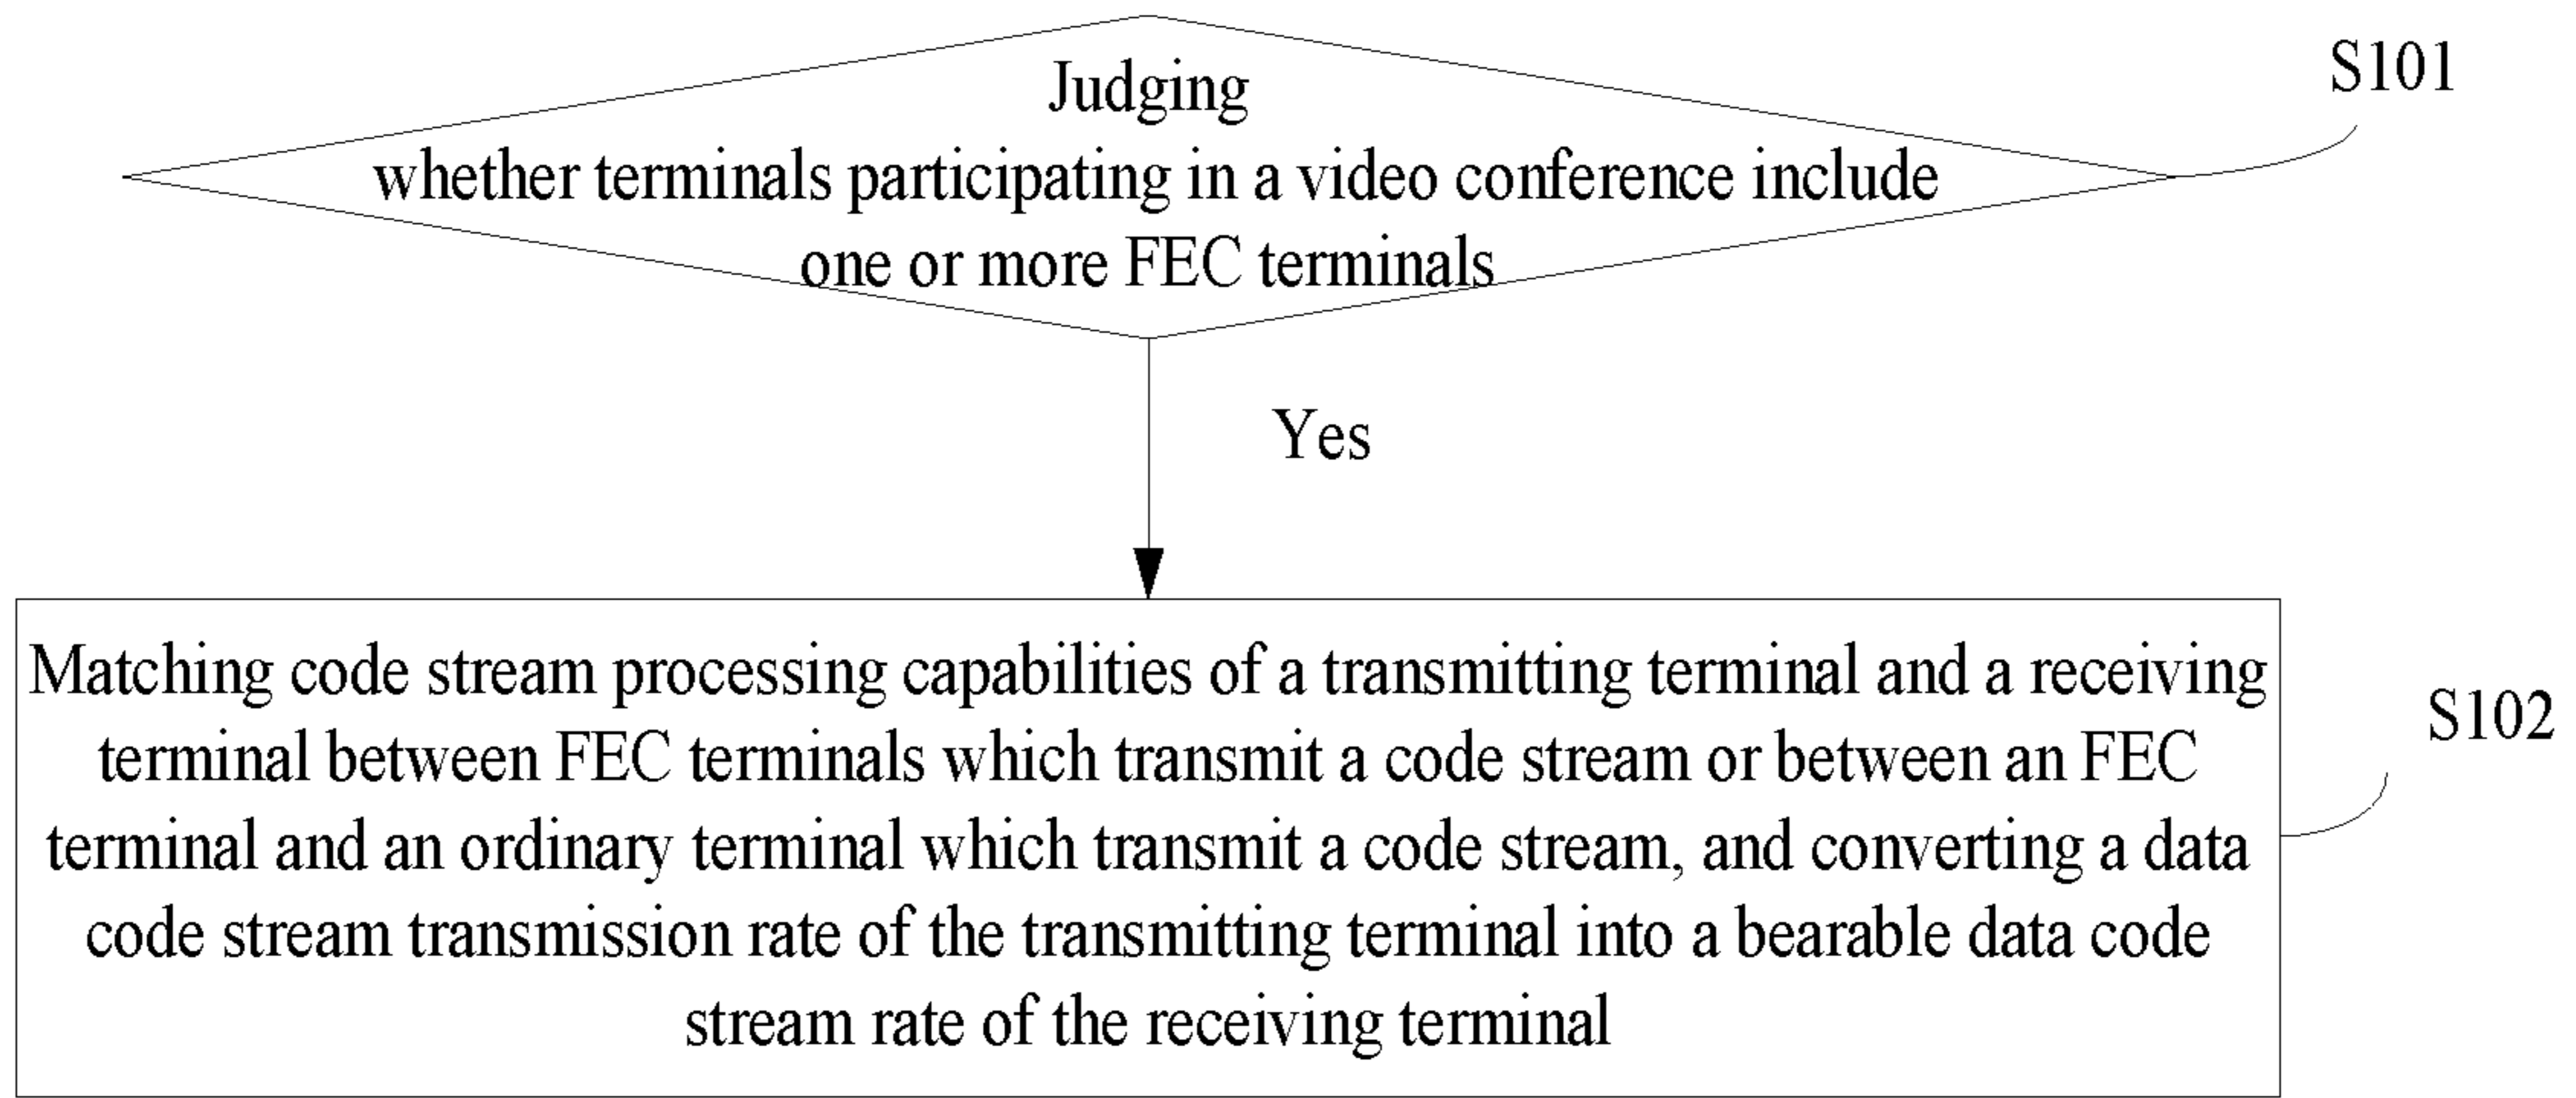 Judging
whether terminals participating in a video conference include
one or more FEC terminals
S101
Yes
Matching code stream processing capabilities of a transmitting terminal and a receiving
terminal between FEC terminals which transmit a code stream or between an FEC
terminal and an ordinary terminal which transmit a code stream, and converting a data
code stream transmission rate of the transmitting terminal into a bearable data code
stream rate of the receiving terminal
S102